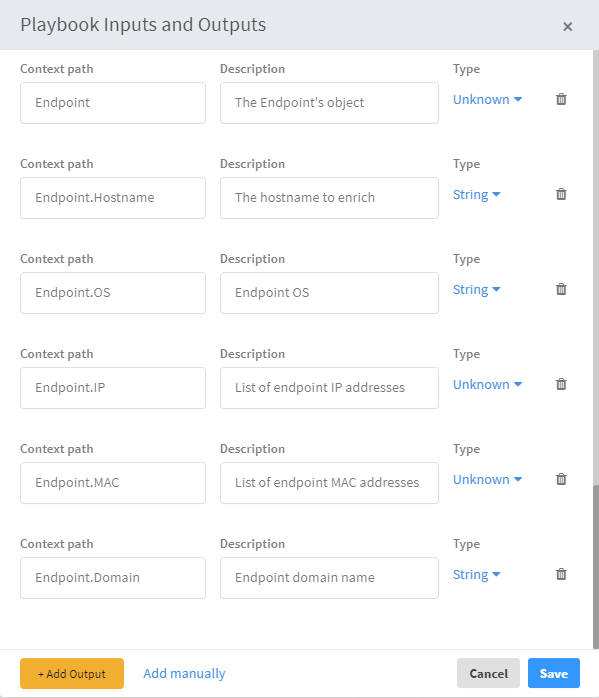 Playbook Inputs and Outputs ×
Context path Description Type
Endpoint The Endpoint's object Unknown
Context path Description Type
Endpoint.Hostname The hostname to enrich String
Context path Description Type
Endpoint.OS Endpoint OS String
Context path Description Type
Endpoint.IP List of endpoint IP addresses Unknown
Context path Description Type
Endpoint.MAC List of endpoint MAC addresses Unknown
Context path Description Type
Endpoint.Domain Endpoint domain name String
+ Add Output Add manually Cancel Save